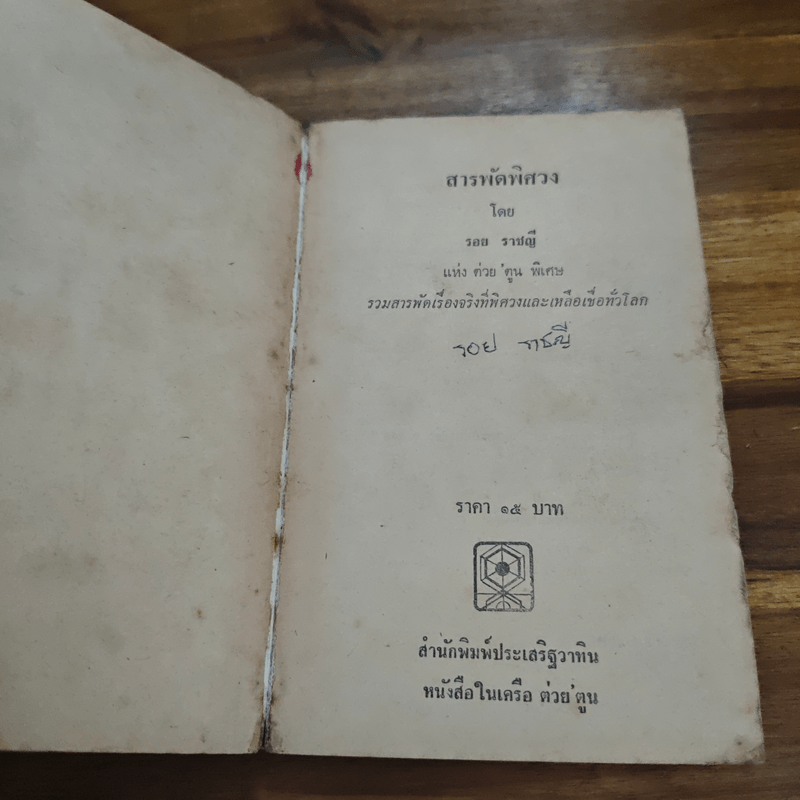 สารพัดพิศวง
โดย
รอย ราชญี
แห่ง ต่วย'ตูน พิเศษ
รวมสารพัดเรื่องจริงที่พิศวงและเหลือเชื่อทั่วโลก
รอย ราชญี
ราคา ๑๕ บาท
สำนักพิมพ์ประเสริฐวาทิน
หนังสือในเครือ ต่วย'ตูน